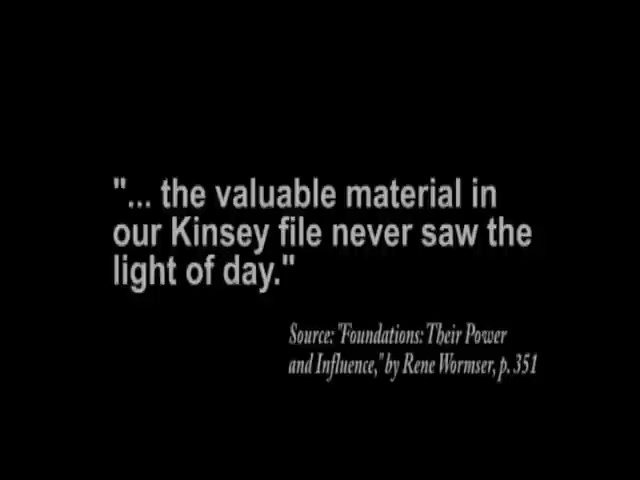 "... the valuable material in
our Kinsey file never saw the
light of day."
Source: "Foundations: Their Power
and Influence," by Rene Wormser, p. 351